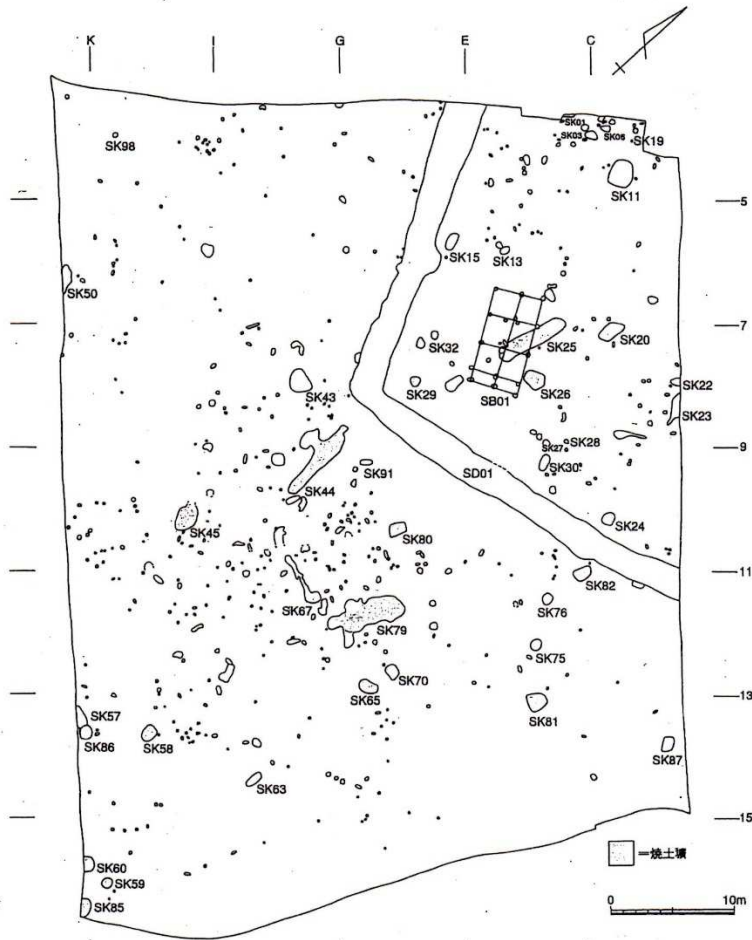 K I G E C
SK01
SK03 SK05 SK19
SK98
SK11
5
SK15 SK13
SK50
7
SK32 SK25 SK20
SK43 SK29 SK26 SK22
SB01
SK23
9
SK27 SK28
SK91 SD01 SK30
SK44
SK45 SK80 SK24
11
SK82
SK67 SK76
SK79
SK75
SK70
SK65 13
SK57 SK81
SK86 SK58
SK87
SK63
15
=焼土壙
SK60
SK59
SK85
10m